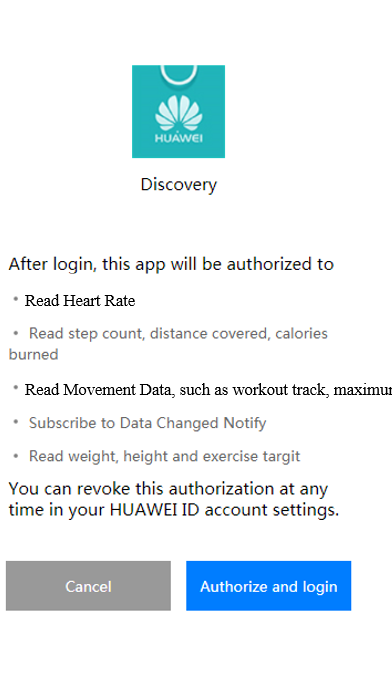 HUAWEI
Discovery
After login, this app will be authorized to
• Read Heart Rate
• Read step count, distance covered, calories
burned
• Read Movement Data, such as workout track, maximum
• Subscribe to Data Changed Notify
• Read weight, height and exercise targit
You can revoke this authorization at any
time in your HUAWEI ID account settings.
Cancel
Authorize and login